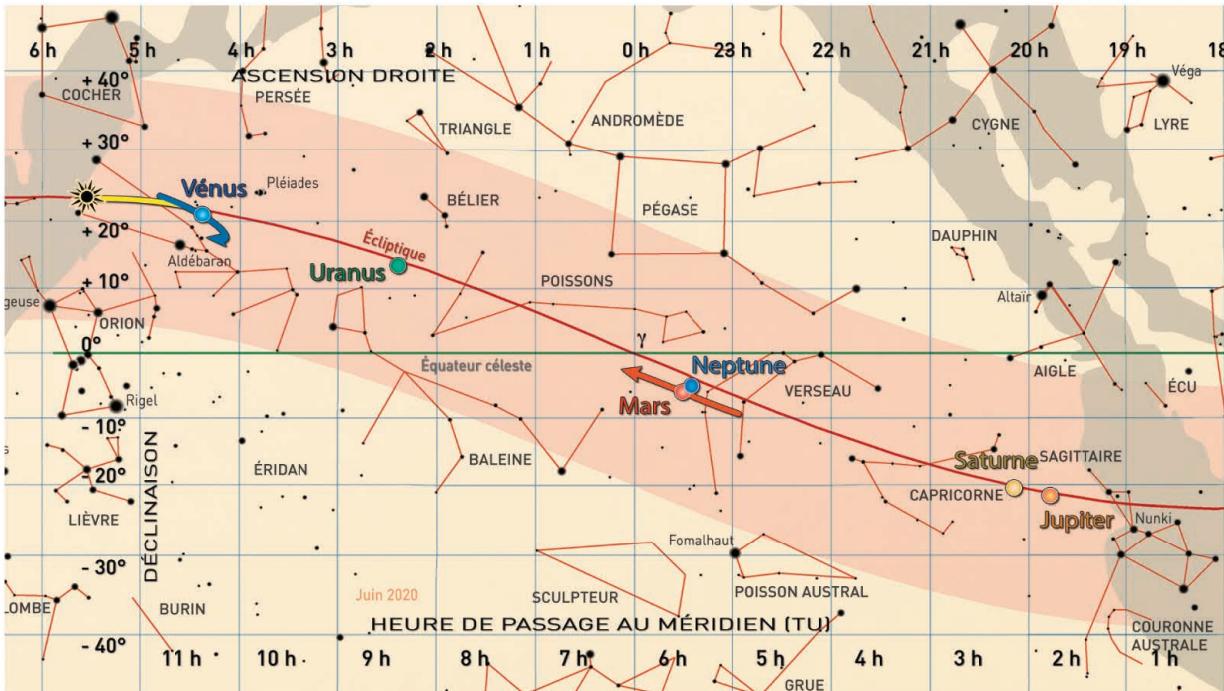 6 h 5 h 4 h 3 h 2 h 1 h 0 h 23 h 22 h 21 h 20 h 19 h 18
+ 40°
ASCENSION DROITE
COCHER
PERSÉE
TRIANGLE
ANDROMÈDE
CYGNE
Véga
LYRE
+ 30°
Vénus
Pléiades
BÉLIER
PÉGASE
DAUPHIN
+ 20°
Aldébaran
Écliptique
Uranus
POISSONS
Altaïr
+ 10°
geuse
ORION
γ
0°
Équateur céleste
Neptune
Mars
VERSEAU
AIGLE
ÉCU
Rigel
- 10°
DÉCLINAISON
ÉRIDAN
BALEINE
Saturne
SAGITTAIRE
s
- 20°
CAPRICORNE
Jupiter
LIÈVRE
Nunki
Fomalhaut
- 30°
POISSON AUSTRAL
SCULPTEUR
Juin 2020
LOMBE
BURIN
HEURE DE PASSAGE AU MÉRIDIEN (TU)
COURONNE
AUSTRALE
- 40°
11 h 10 h 9 h 8 h 7 h 6 h 5 h 4 h 3 h 2 h 1 h
GRUE